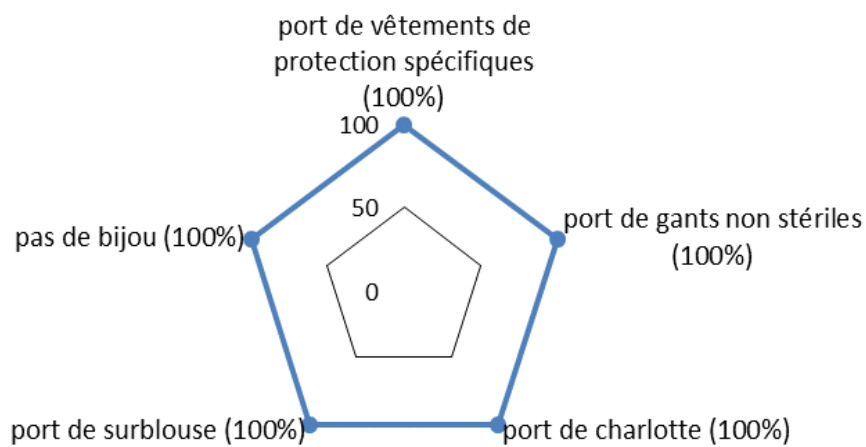 port de vêtements de
protection spécifiques
(100%)
100
50
0
pas de bijou (100%)
port de gants non stériles
(100%)
port de surblouse (100%)
port de charlotte (100%)